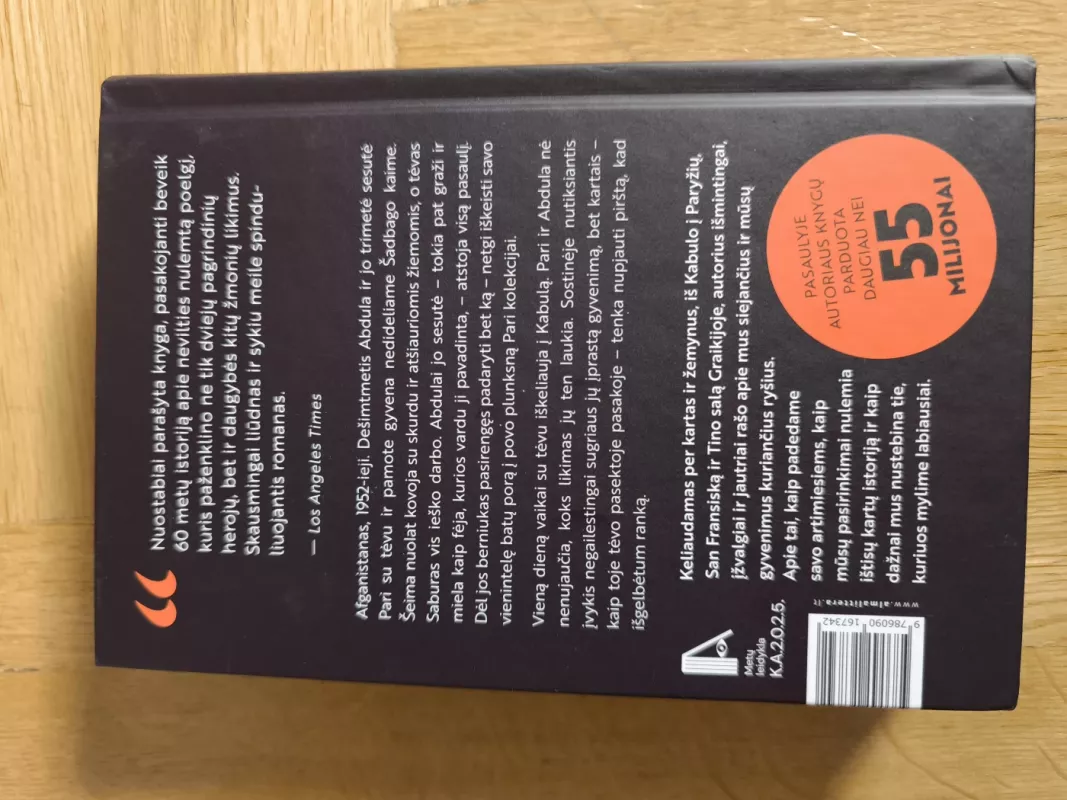 “
Nuostabiai parašyta knyga, pasakojanti beveik
60 metų istoriją apie nevilties nulemtą poelgį,
kuris paženklino ne tik dviejų pagrindinių
herojų, bet ir daugybės kitų žmonių likimus.
Skausmingai liūdnas ir sykiu meile spindu-
liuojantis romanas.
— Los Angeles Times
Afganistanas, 1952-ieji. Dešimtmetis Abdula ir jo trimetė sesutė
Pari su tėvu ir pamote gyvena nedideliame Šadbago kaime.
Šeima nuolat kovoja su skurdu ir atšiauriomis žiemomis, o tėvas
Saburas vis ieško darbo. Abdulai jo sesutė – tokia pat graži ir
miela kaip fėja, kurios vardu ji pavadinta, – atstoja visą pasaulį.
Dėl jos berniukas pasirengęs padaryti bet ką – netgi iškeisti savo
vienintelę batų porą į povo plunksną Pari kolekcijai.
Vieną dieną vaikai su tėvu iškeliauja į Kabulą. Pari ir Abdula nė
nenujaučia, koks likimas jų ten laukia. Sostinėje nutiksiantis
įvykis negailestingai sugriaus jų įprastą gyvenimą, bet kartais –
kaip toje tėvo pasektoje pasakoje – tenka nupjauti pirštą, kad
išgelbėtum ranką.
Keliaudamas per kartas ir žemynus, iš Kabulo į Paryžių,
San Fransiską ir Tino salą Graikijoje, autorius išmintingai,
įžvalgiai ir jautriai rašo apie mus siejančius ir mūsų
gyvenimus kuriančius ryšius.
Apie tai, kaip padedame
savo artimiesiems, kaip
mūsų pasirinkimai nulemia
ištisų kartų istoriją ir kaip
dažnai mus nustebina tie,
kuriuos mylime labiausiai.
PASAULYJE
AUTORIAUS KNYGŲ
PARDUOTA
DAUGIAU NEI
55
MILIJONAI
Metų
leidykla
K.A.2.0.2.5.
www.almalittera.lt
9 786090 167342